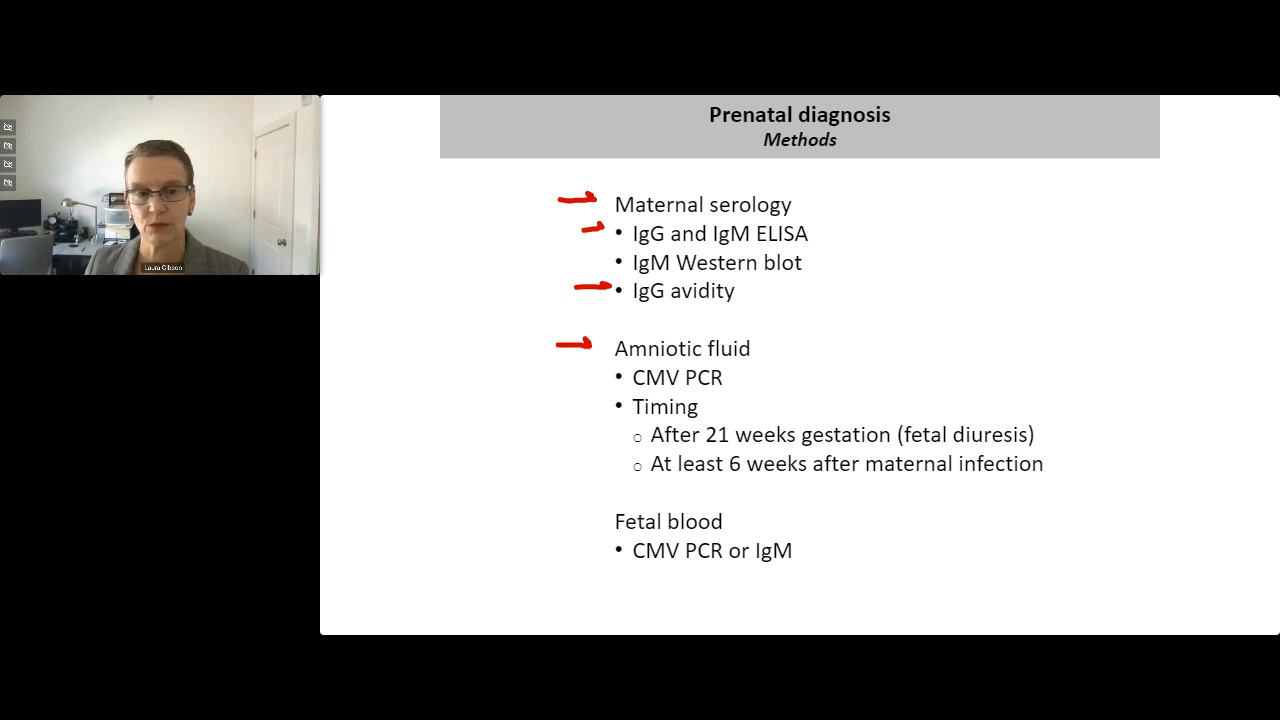 Prenatal diagnosis
Methods
Maternal serology
• IgG and IgM ELISA
• IgM Western blot
• IgG avidity
Amniotic fluid
• CMV PCR
• Timing
o After 21 weeks gestation (fetal diuresis)
o At least 6 weeks after maternal infection
Fetal blood
• CMV PCR or IgM
Laura Gibson